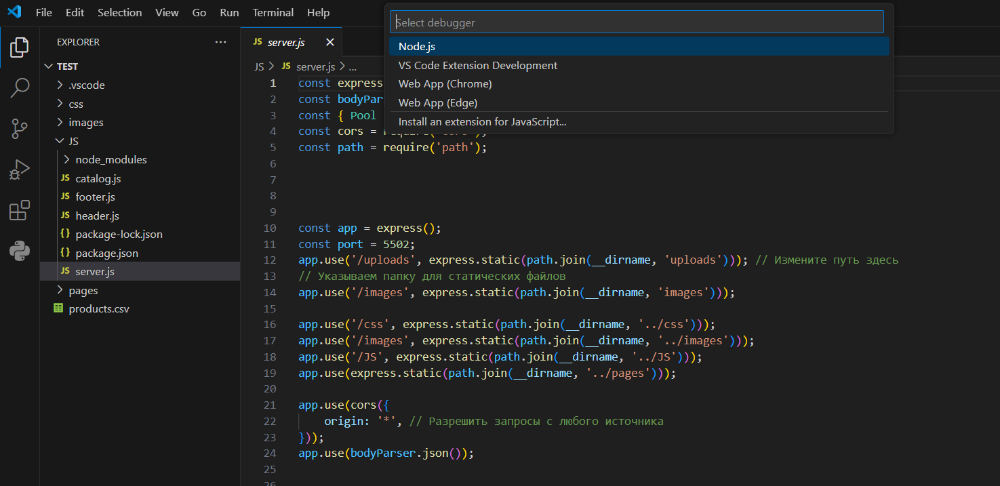 File Edit Selection View Go Run Terminal Help
Select debugger
Node.js
VS Code Extension Development
Web App (Chrome)
Web App (Edge)
Install an extension for JavaScript...
EXPLORER ...
TEST
.vscode
css
images
JS
node_modules
JS catalog.js
JS footer.js
JS header.js
{} package-lock.json
{} package.json
JS server.js
pages
products.csv
JS server.js
JS > JS server.js > ...
1 const express
2 const bodyPar
3 const { Pool
4 const cors =
5 const path = require('path');
6
7
8
9
10 const app = express();
11 const port = 5502;
12 app.use('/uploads', express.static(path.join(__dirname, 'uploads'))); // Измените путь здесь
13 // Указываем папку для статических файлов
14 app.use('/images', express.static(path.join(__dirname, 'images')));
15
16 app.use('/css', express.static(path.join(__dirname, '../css')));
17 app.use('/images', express.static(path.join(__dirname, '../images')));
18 app.use('/JS', express.static(path.join(__dirname, '../JS')));
19 app.use(express.static(path.join(__dirname, '../pages')));
20
21 app.use(cors({
22 origin: '*', // Разрешить запросы с любого источника
23 }));
24 app.use(bodyParser.json());
25
26